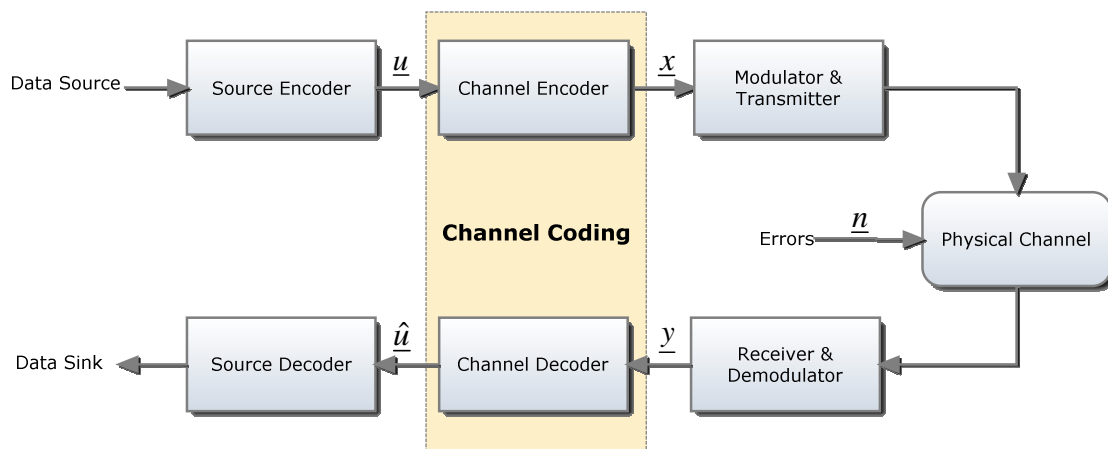 Data Source
Source Encoder
u
Channel Encoder
x
Modulator &
Transmitter
Channel Coding
Errors
n
Physical Channel
Data Sink
Source Decoder
û
Channel Decoder
y
Receiver &
Demodulator